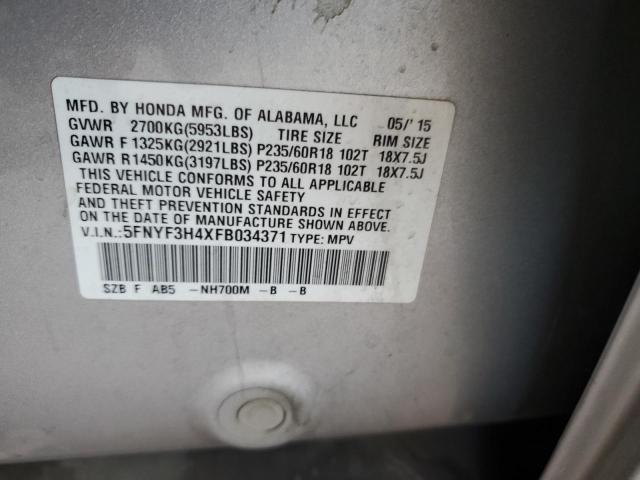 MFD. BY HONDA MFG. OF ALABAMA, LLC 05/'15
GVWR 2700KG(5953LBS) TIRE SIZE RIM SIZE
GAWR F 1325KG(2921LBS) P235/60R18 102T 18X7.5J
GAWR R1450KG(3197LBS) P235/60R18 102T 18X7.5J
THIS VEHICLE CONFORMS TO ALL APPLICABLE
FEDERAL MOTOR VEHICLE SAFETY
AND THEFT PREVENTION STANDARDS IN EFFECT
ON THE DATE OF MANUFACTURE SHOWN ABOVE.
V.I.N.:5FNYF3H4XFB034371 TYPE: MPV
SZB F AB5 -NH700M -B -B